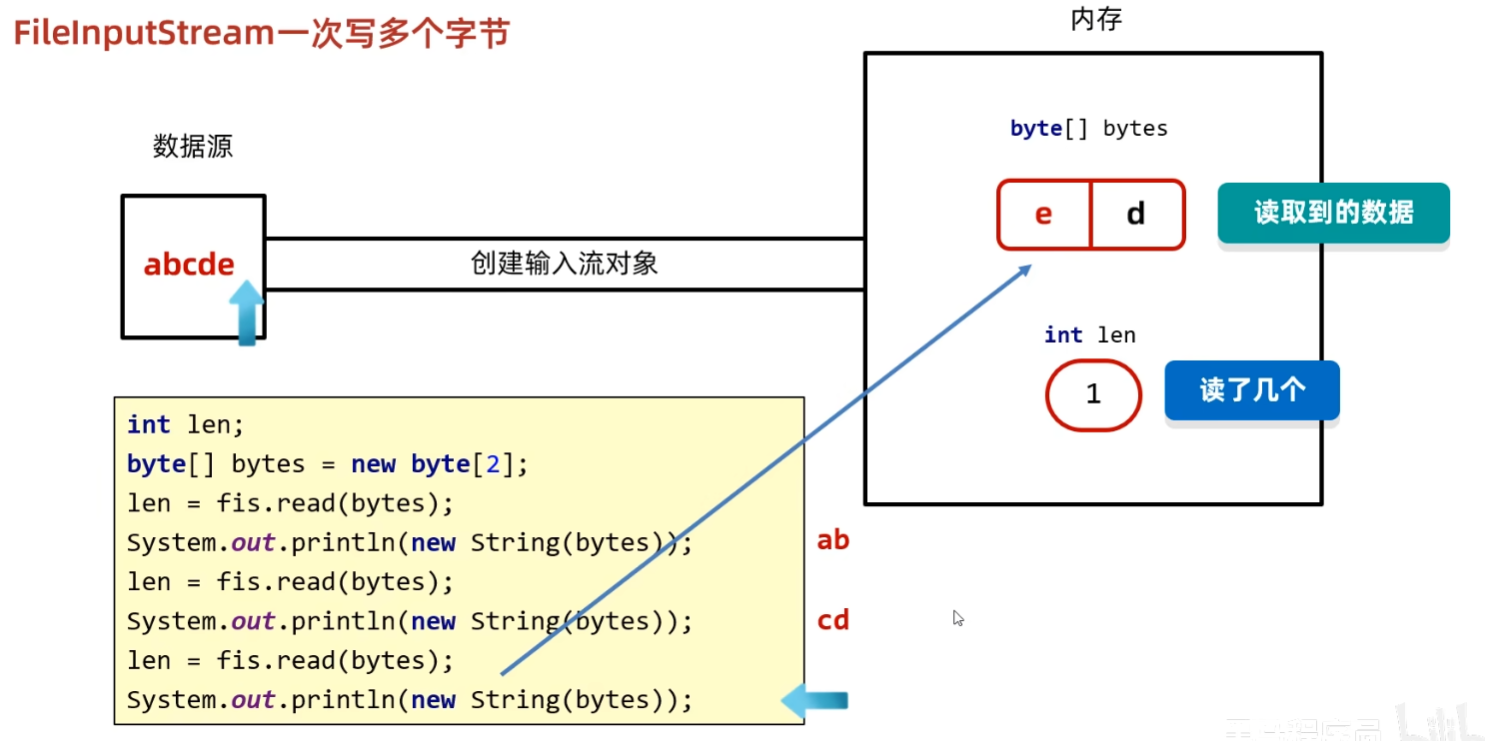 FileInputStream一次写多个字节
内存
数据源
byte[] bytes
e d
读取到的数据
abcde
创建输入流对象
int len
1
读了几个
int len;
byte[] bytes = new byte[2];
len = fis.read(bytes);
System.out.println(new String(bytes));
ab
len = fis.read(bytes);
System.out.println(new String(bytes));
cd
len = fis.read(bytes);
System.out.println(new String(bytes));